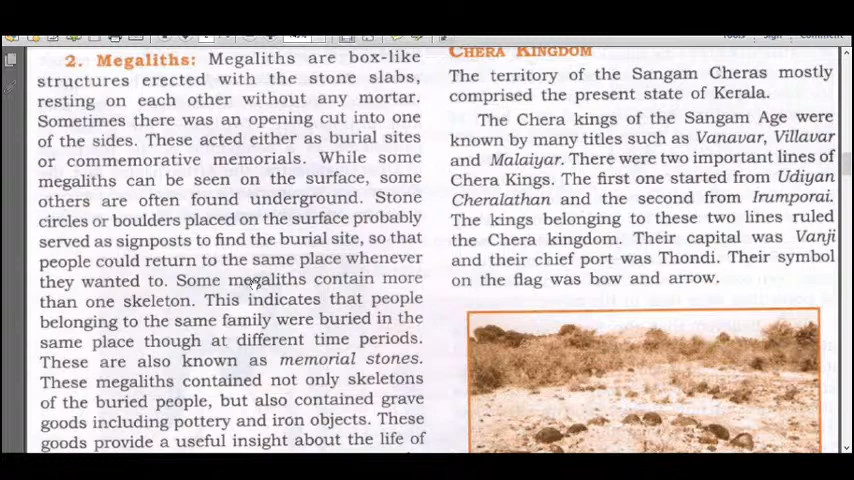 2. Megaliths: Megaliths are box-like
structures erected with the stone slabs,
resting on each other without any mortar.
Sometimes there was an opening cut into one
of the sides. These acted either as burial sites
or commemorative memorials. While some
megaliths can be seen on the surface, some
others are often found underground. Stone
circles or boulders placed on the surface probably
served as signposts to find the burial site, so that
people could return to the same place whenever
they wanted to. Some megaliths contain more
than one skeleton. This indicates that people
belonging to the same family were buried in the
same place though at different time periods.
These are also known as memorial stones.
These megaliths contained not only skeletons
of the buried people, but also contained grave
goods including pottery and iron objects. These
goods provide a useful insight about the life of
CHERA KINGDOM
The territory of the Sangam Cheras mostly
comprised the present state of Kerala.
The Chera kings of the Sangam Age were
known by many titles such as Vanavar, Villavar
and Malaiyar. There were two important lines of
Chera Kings. The first one started from Udiyan
Cheralathan and the second from Irumporai.
The kings belonging to these two lines ruled
the Chera kingdom. Their capital was Vanji
and their chief port was Thondi. Their symbol
on the flag was bow and arrow.